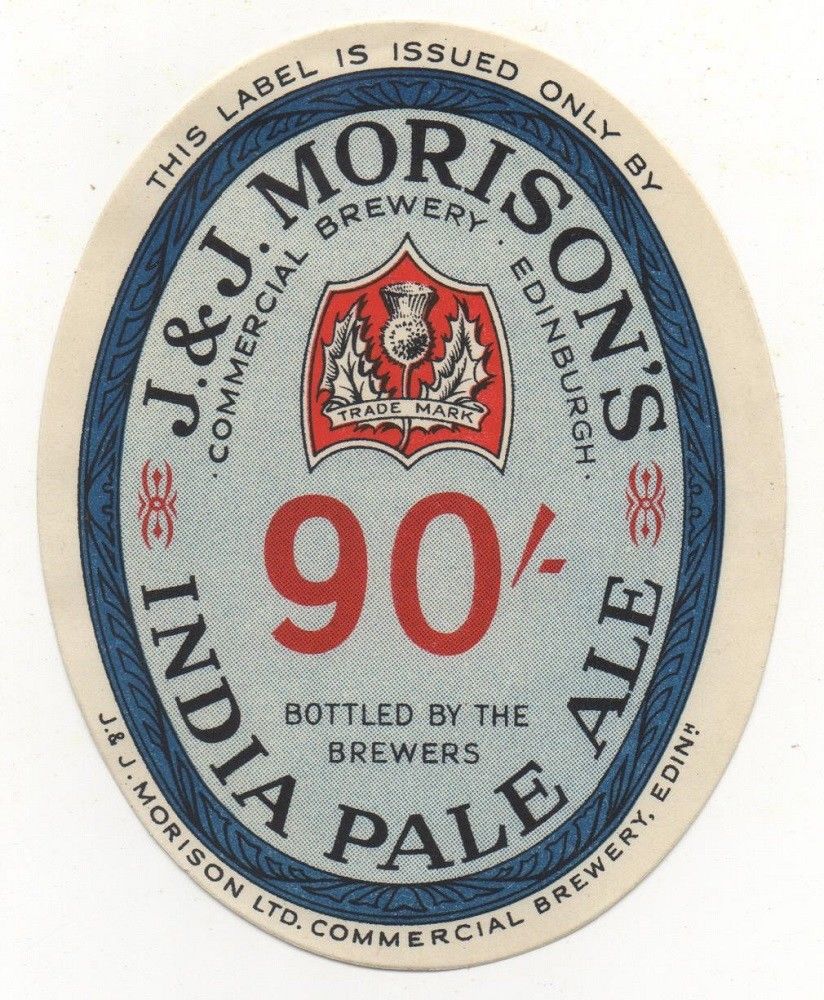 THIS LABEL IS ISSUED ONLY BY
J. & J. MORISON'S
· COMMERCIAL BREWERY · EDINBURGH ·
TRADE MARK
90/-
BOTTLED BY THE
BREWERS
INDIA PALE ALE
J. & J. MORISON LTD. COMMERCIAL BREWERY, EDINH